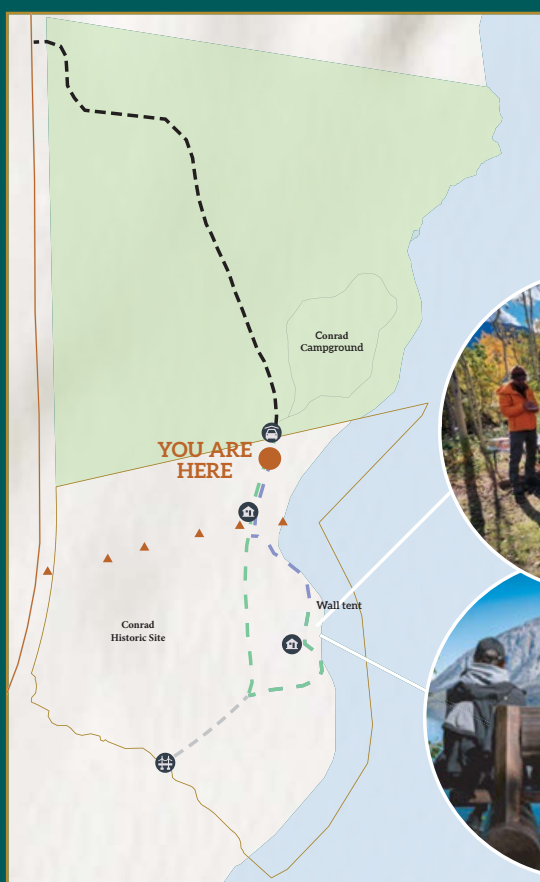 Conrad
Campground
YOU ARE
HERE
Wall tent
Conrad
Historic Site